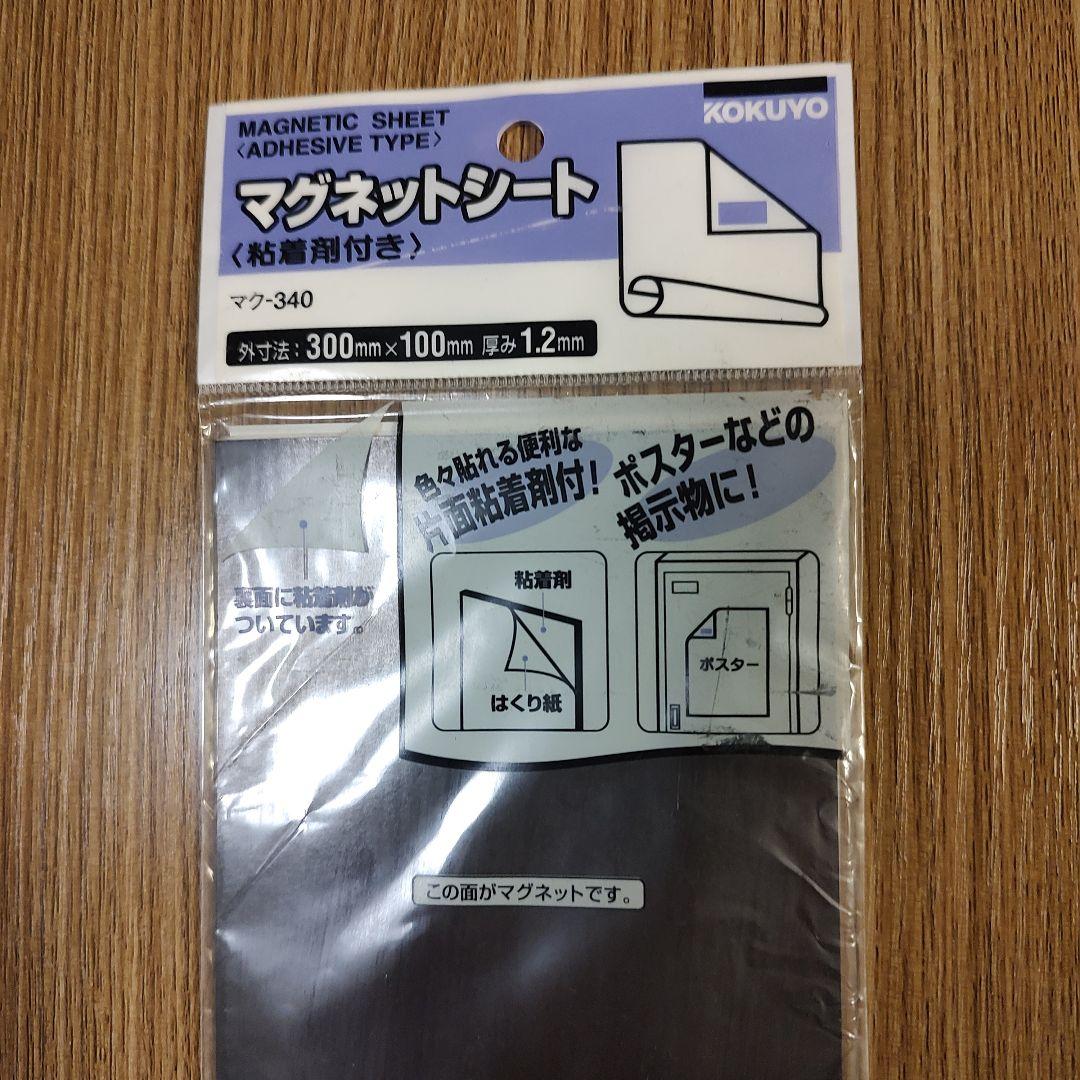 KOKUYO
MAGNETIC SHEET
〈ADHESIVE TYPE〉
マグネットシート
〈粘着剤付き〉
マク-340
外寸法：300mm×100mm 厚み1.2mm
色々貼れる便利な
片面粘着剤付！
ポスターなどの
掲示物に！
裏面に粘着剤が
ついています。
粘着剤
はくり紙
ポスター
この面がマグネットです。